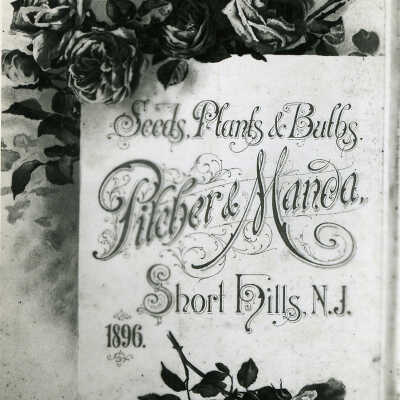 Seeds, Plants & Bulbs.
Pitcher & Manda,
Short Hills, N.J.
1896.